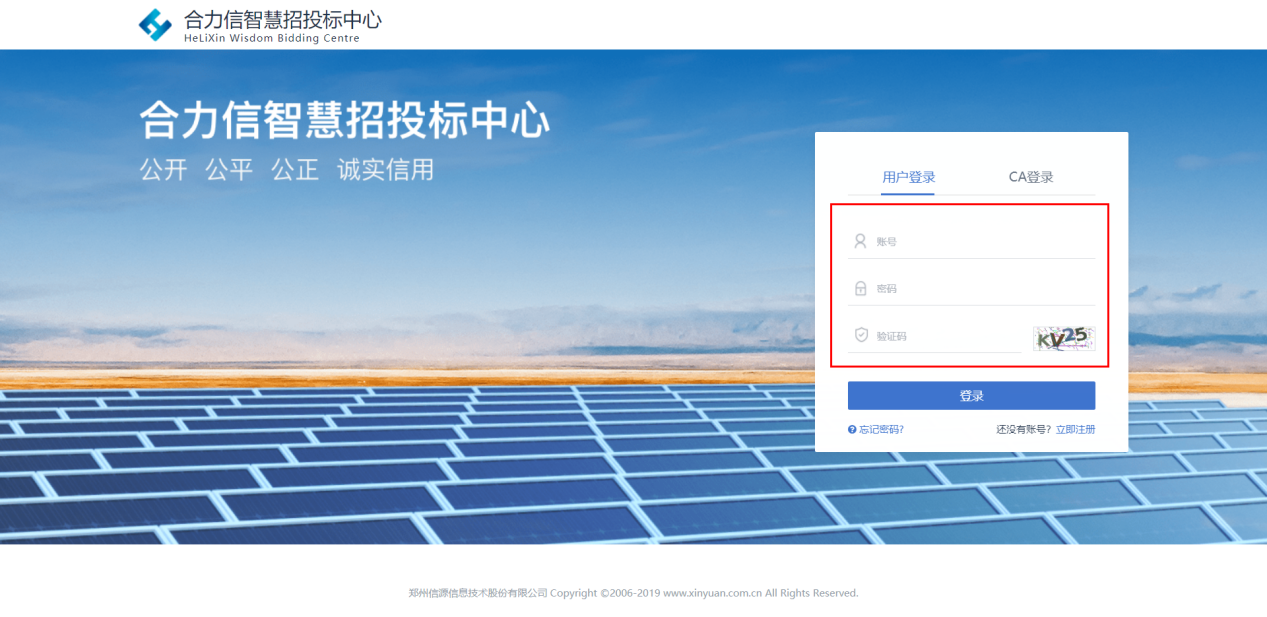 合力信智慧招投标中心
HeLiXin Wisdom Bidding Centre
合力信智慧招投标中心
公开 公平 公正 诚实信用
用户登录 CA登录
账号
密码
验证码 KV25
登录
忘记密码? 还没有账号? 立即注册
郑州信源信息技术股份有限公司 Copyright ©2006-2019 www.xinyuan.com.cn All Rights Reserved.